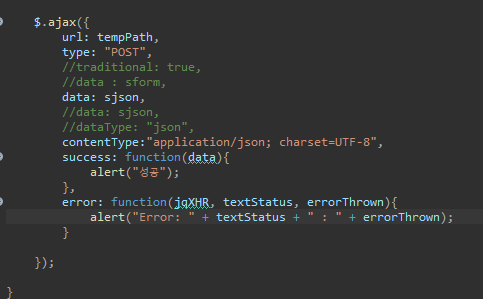 $.ajax({
url: tempPath,
type: "POST",
//traditional: true,
//data : sform,
data: sjson,
//data: sjson,
//dataType: "json",
contentType:"application/json; charset=UTF-8",
success: function(data){
alert("성공");
},
error: function(jqXHR, textStatus, errorThrown){
alert("Error: " + textStatus + " : " + errorThrown);
}
});
}